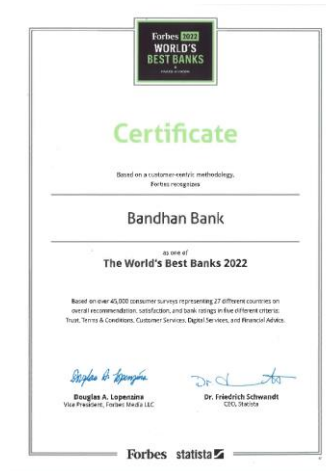 Forbes 2022
WORLD'S
BEST BANKS
Certificate
Based on a customer-centric methodology,
Forbes recognizes
Bandhan Bank
as one of
The World's Best Banks 2022
Based on over 45,000 consumer surveys representing 27 different countries on
overall recommendation, satisfaction, and bank ratings in five different criteria:
Trust, Terms & Conditions, Customer Services, Digital Services, and Financial Advice.
Douglas A. Lopenzina
Dr.
Douglas A. Lopenzina
Dr. Friedrich Schwandt
Vice President, Forbes Media LLC
CEO, Statista
Forbes statista